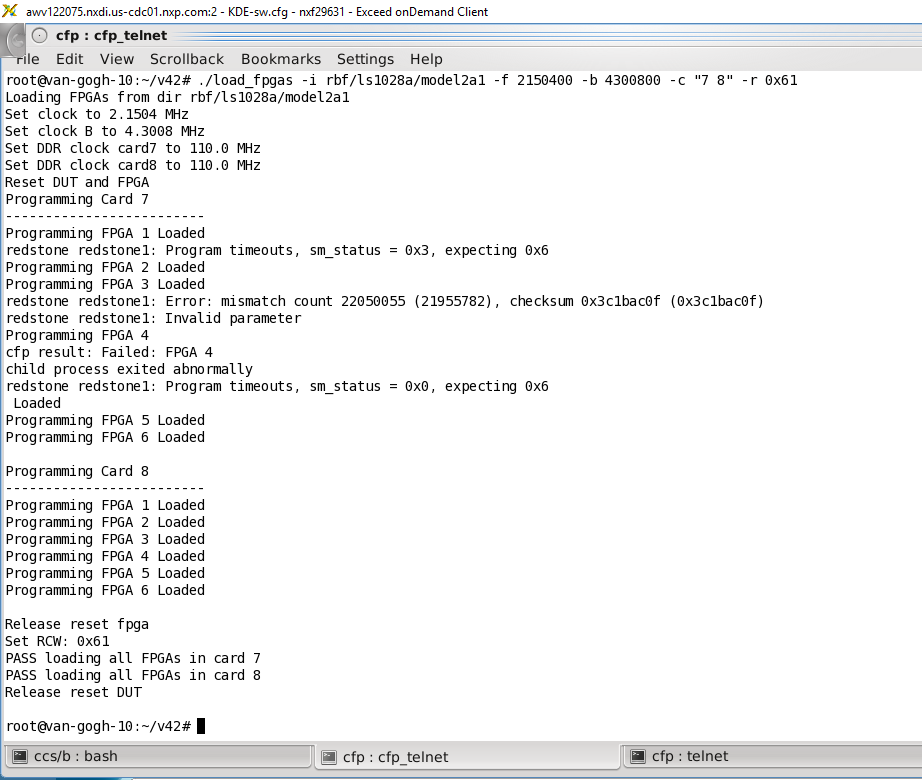 awv122075.nxdi.us-cdc01.nxp.com:2 - KDE-sw.cfg - nxf29631 - Exceed onDemand Client
cfp : cfp_telnet
File Edit View Scrollback Bookmarks Settings Help
root@van-gogh-10:~/v42# ./load_fpgas -i rbf/ls1028a/model2a1 -f 2150400 -b 4300800 -c "7 8" -r 0x61
Loading FPGAs from dir rbf/ls1028a/model2a1
Set clock to 2.1504 MHz
Set clock B to 4.3008 MHz
Set DDR clock card7 to 110.0 MHz
Set DDR clock card8 to 110.0 MHz
Reset DUT and FPGA
Programming Card 7
-------------------------
Programming FPGA 1 Loaded
redstone redstone1: Program timeouts, sm_status = 0x3, expecting 0x6
Programming FPGA 2 Loaded
Programming FPGA 3 Loaded
redstone redstone1: Error: mismatch count 22050055 (21955782), checksum 0x3c1bac0f (0x3c1bac0f)
redstone redstone1: Invalid parameter
Programming FPGA 4
cfp result: Failed: FPGA 4
child process exited abnormally
redstone redstone1: Program timeouts, sm_status = 0x0, expecting 0x6
Loaded
Programming FPGA 5 Loaded
Programming FPGA 6 Loaded
Programming Card 8
-------------------------
Programming FPGA 1 Loaded
Programming FPGA 2 Loaded
Programming FPGA 3 Loaded
Programming FPGA 4 Loaded
Programming FPGA 5 Loaded
Programming FPGA 6 Loaded
Release reset fpga
Set RCW: 0x61
PASS loading all FPGAs in card 7
PASS loading all FPGAs in card 8
Release reset DUT
root@van-gogh-10:~/v42#
ccs/b : bash
cfp : cfp_telnet
cfp : telnet